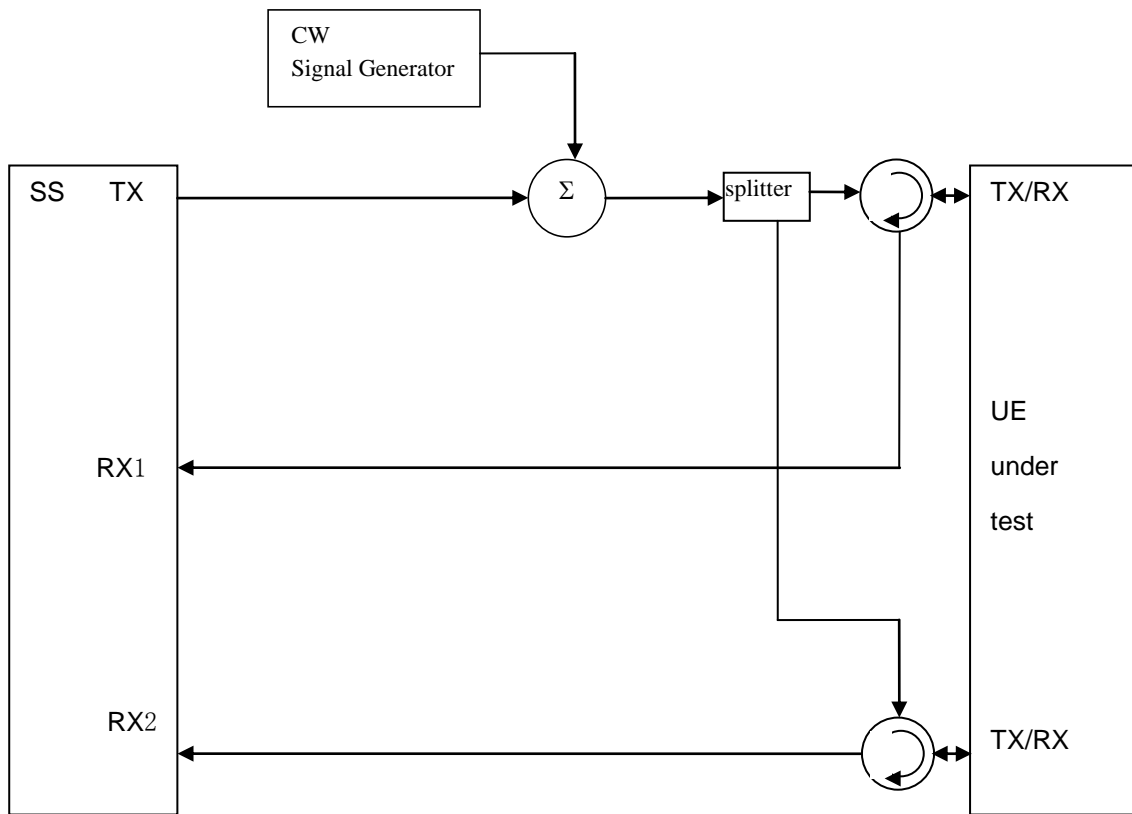 CW
Signal Generator
SS TX
Σ
splitter
TX/RX
RX1
UE
under
test
RX2
TX/RX